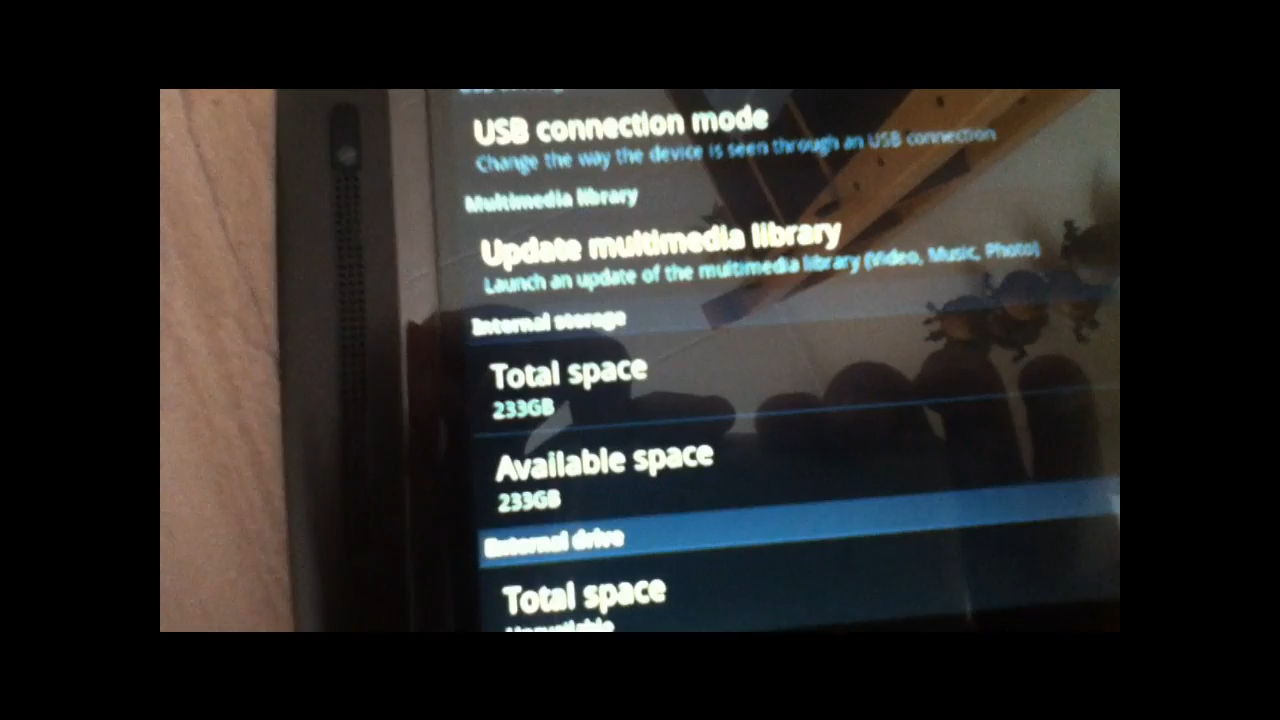 USB connection mode
Change the way the device is seen through an USB connection
Multimedia library
Update multimedia library
Launch an update of the multimedia library (Video, Music, Photo)
Internal storage
Total space
233GB
Available space
233GB
External drive
Total space